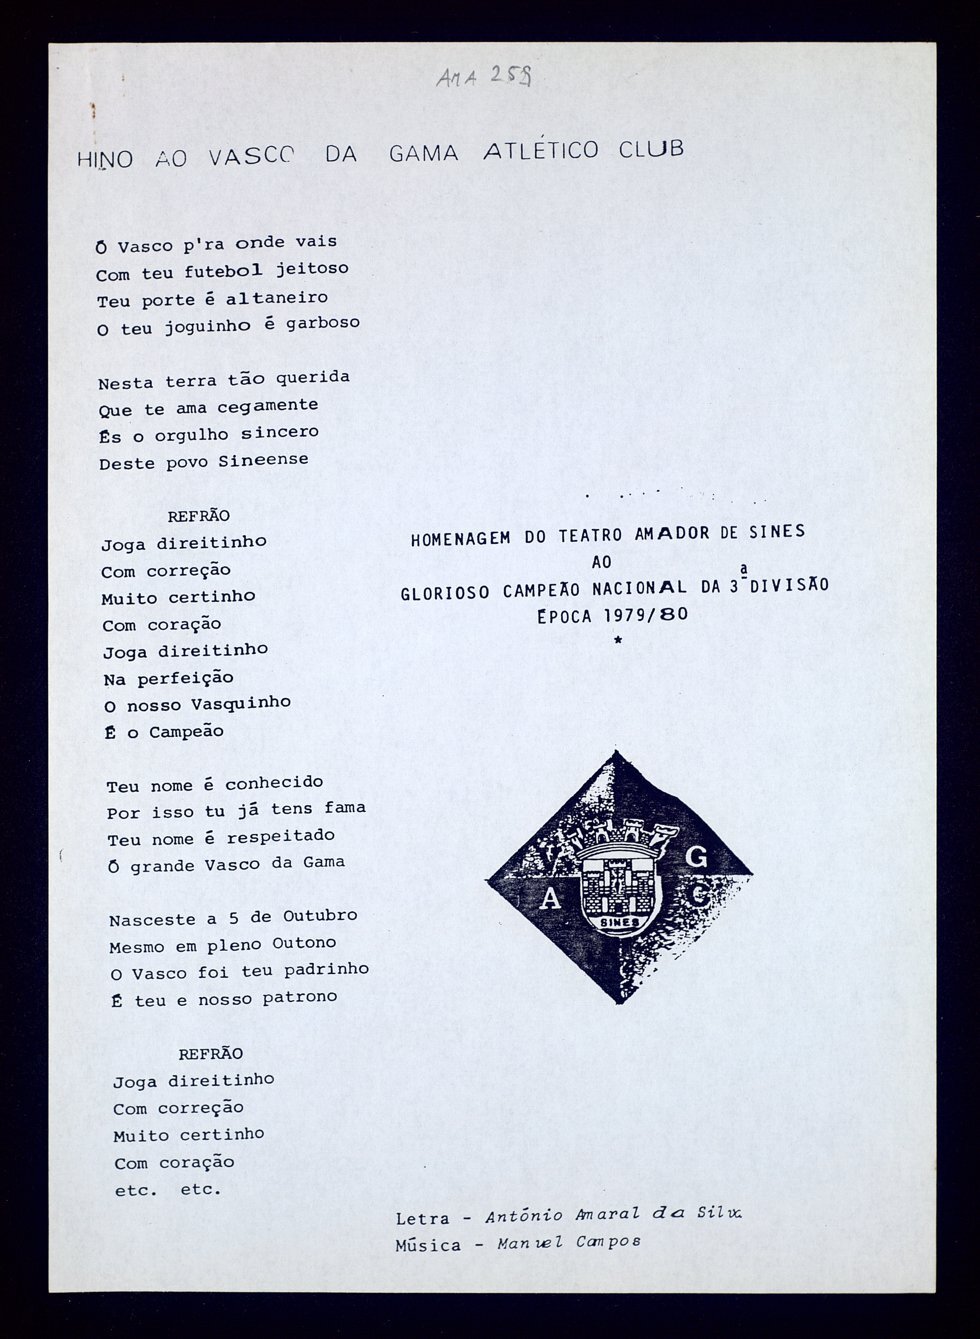 AMA 259
HINO AO VASCO DA GAMA ATLÉTICO CLUB
Ó Vasco p'ra onde vais
Com teu futebol jeitoso
Teu porte é altaneiro
O teu joguinho é garboso
Nesta terra tão querida
Que te ama cegamente
És o orgulho sincero
Deste povo Sineense
REFRÃO
Joga direitinho
Com correção
Muito certinho
Com coração
Joga direitinho
Na perfeição
O nosso Vasquinho
É o Campeão
Teu nome é conhecido
Por isso tu já tens fama
Teu nome é respeitado
Ó grande Vasco da Gama
Nasceste a 5 de Outubro
Mesmo em pleno Outono
O Vasco foi teu padrinho
É teu e nosso patrono
REFRÃO
Joga direitinho
Com correção
Muito certinho
Com coração
etc. etc.
HOMENAGEM DO TEATRO AMADOR DE SINES
AO
GLORIOSO CAMPEÃO NACIONAL DA 3ª DIVISÃO
ÉPOCA 1979/80
*
V G
A C
SINES
Letra - António Amaral da Silva
Música - Manuel Campos